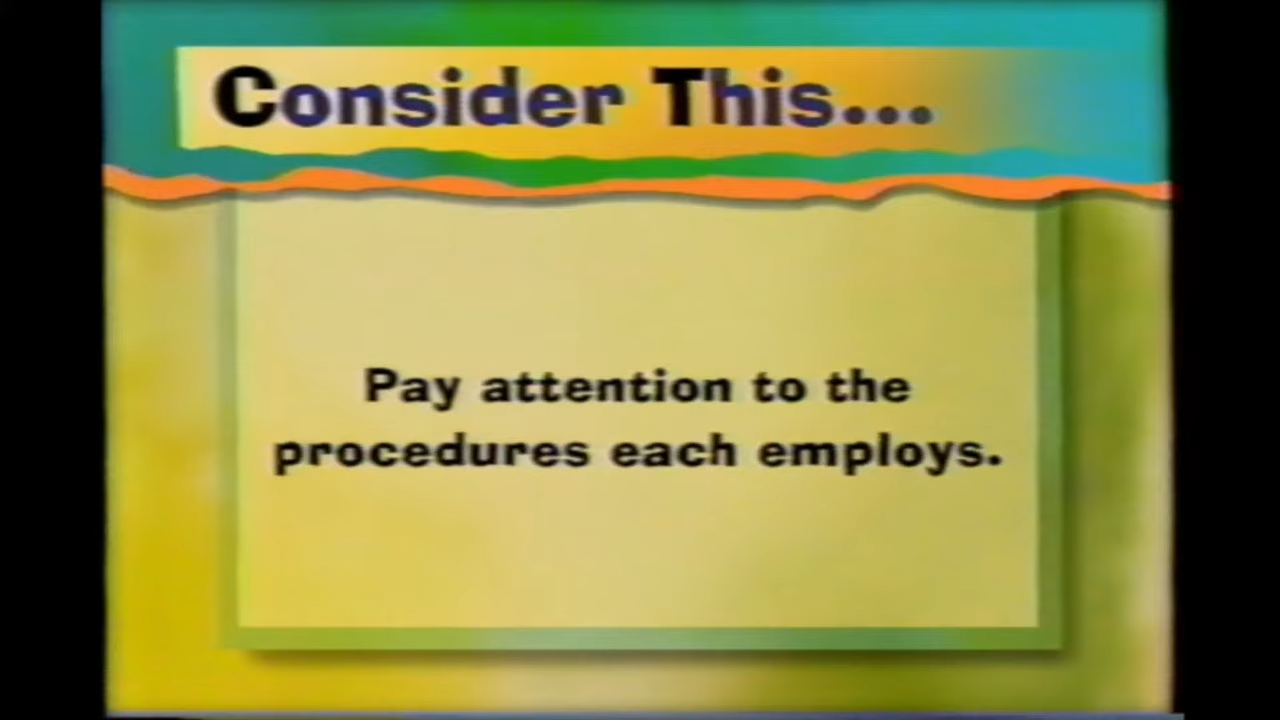 Consider This...
Pay attention to the
procedures each employs.